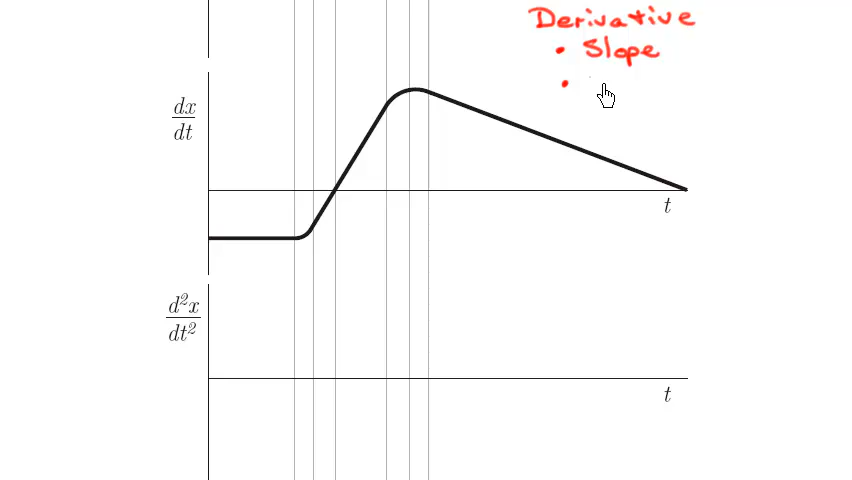 Derivative
• Slope
•
dx
dt
t
d²x
dt²
t